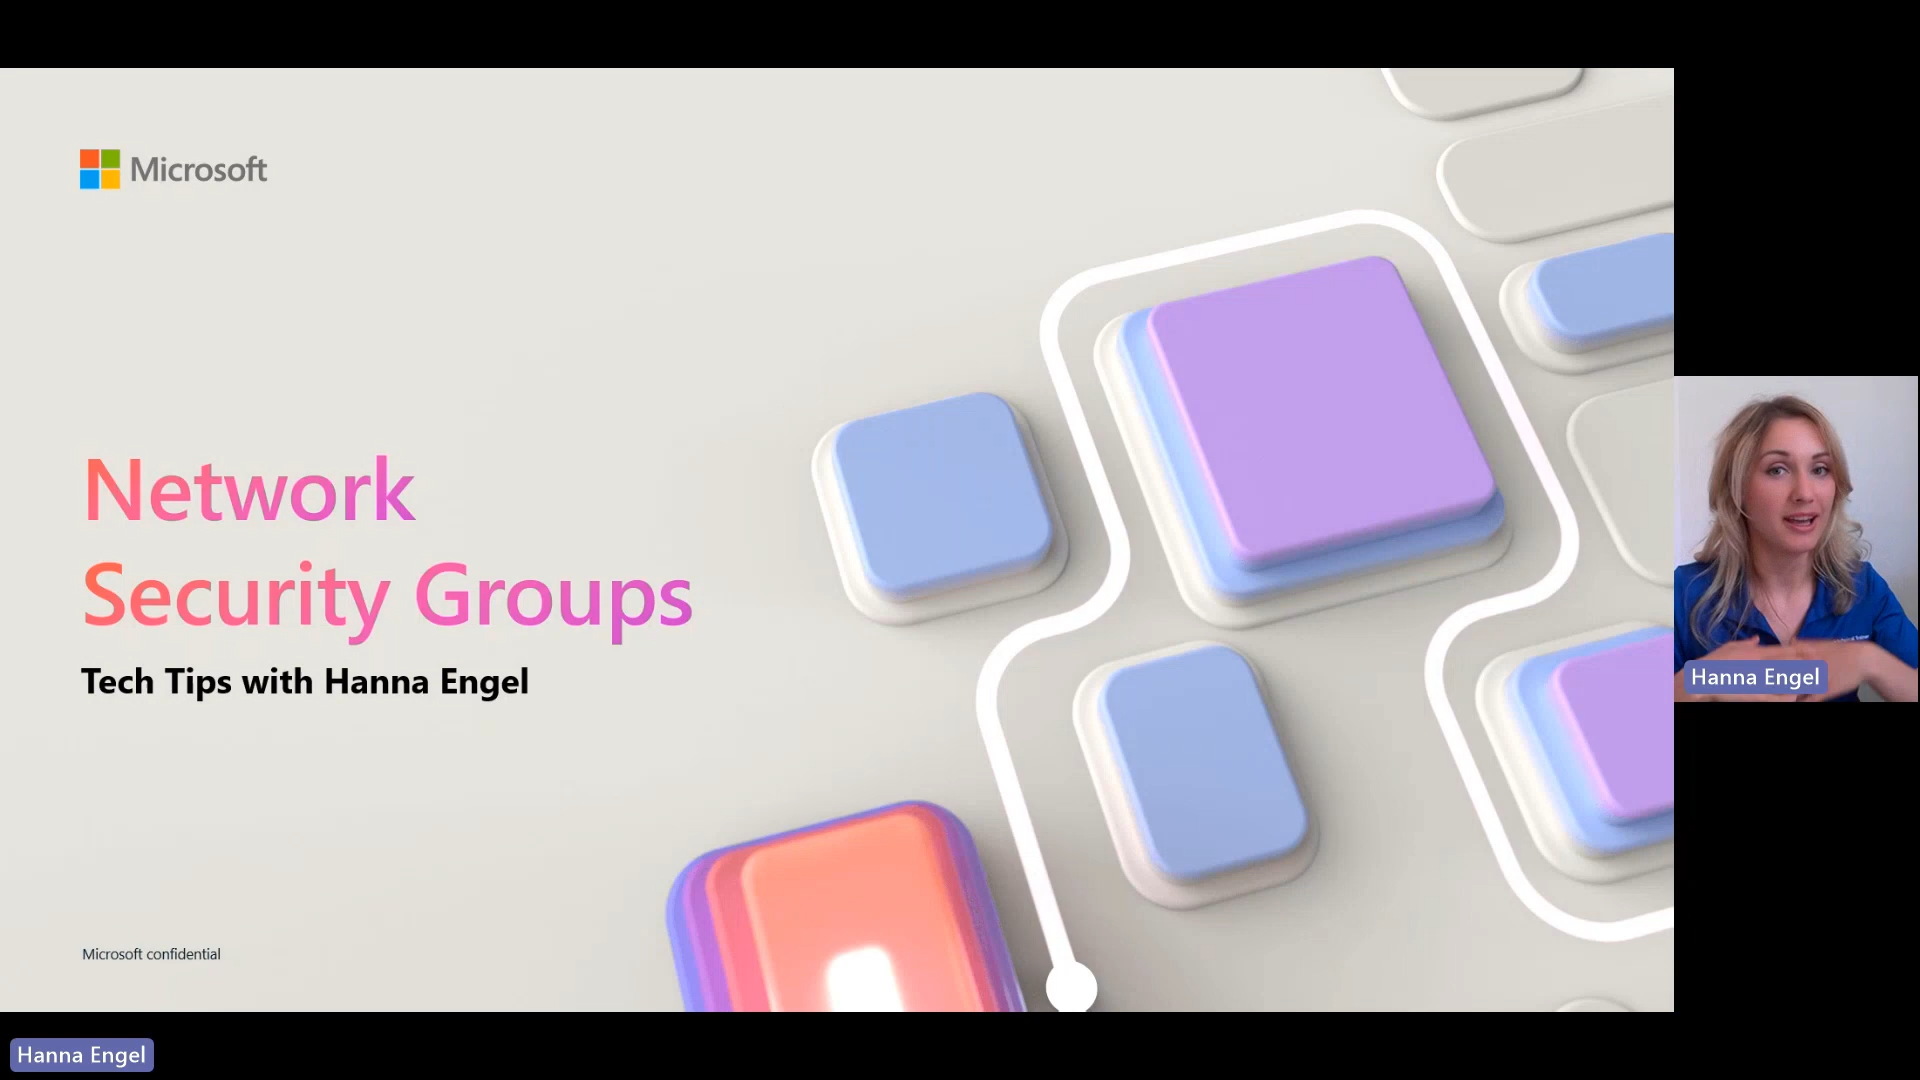 Microsoft
Network
Security Groups
Tech Tips with Hanna Engel
Microsoft confidential
Hanna Engel
Hanna Engel